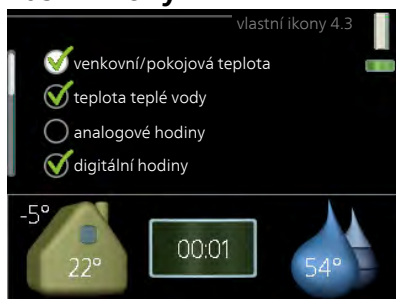 vlastní ikony 4.3
venkovní/pokojová teplota
teplota teplé vody
analogové hodiny
digitální hodiny
-5°
22°
00:01
54°